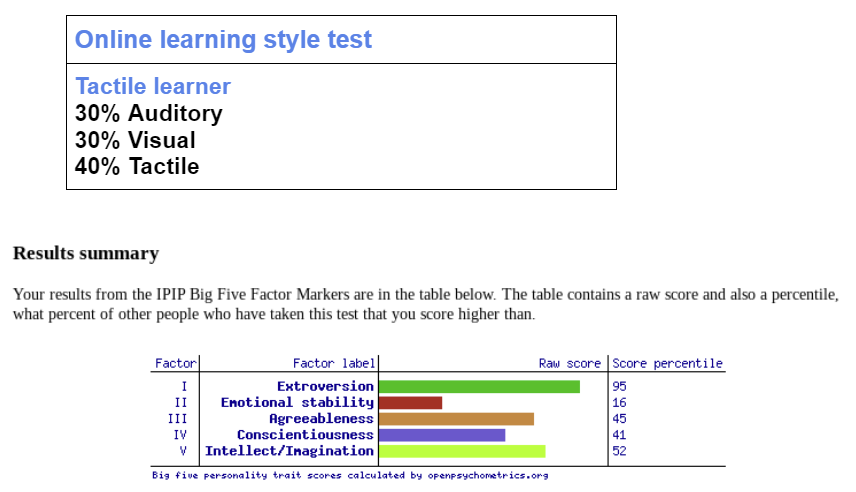 Online learning style test
Tactile learner
30% Auditory
30% Visual
40% Tactile
Results summary
Your results from the IPIP Big Five Factor Markers are in the table below. The table contains a raw score and also a percentile,
what percent of other people who have taken this test that you score higher than.
Factor Factor label Raw score Score percentile
I Extroversion 95
II Emotional stability 16
III Agreeableness 45
IV Conscientiousness 41
V Intellect/Imagination 52
Big five personality trait scores calculated by openpsychometrics.org